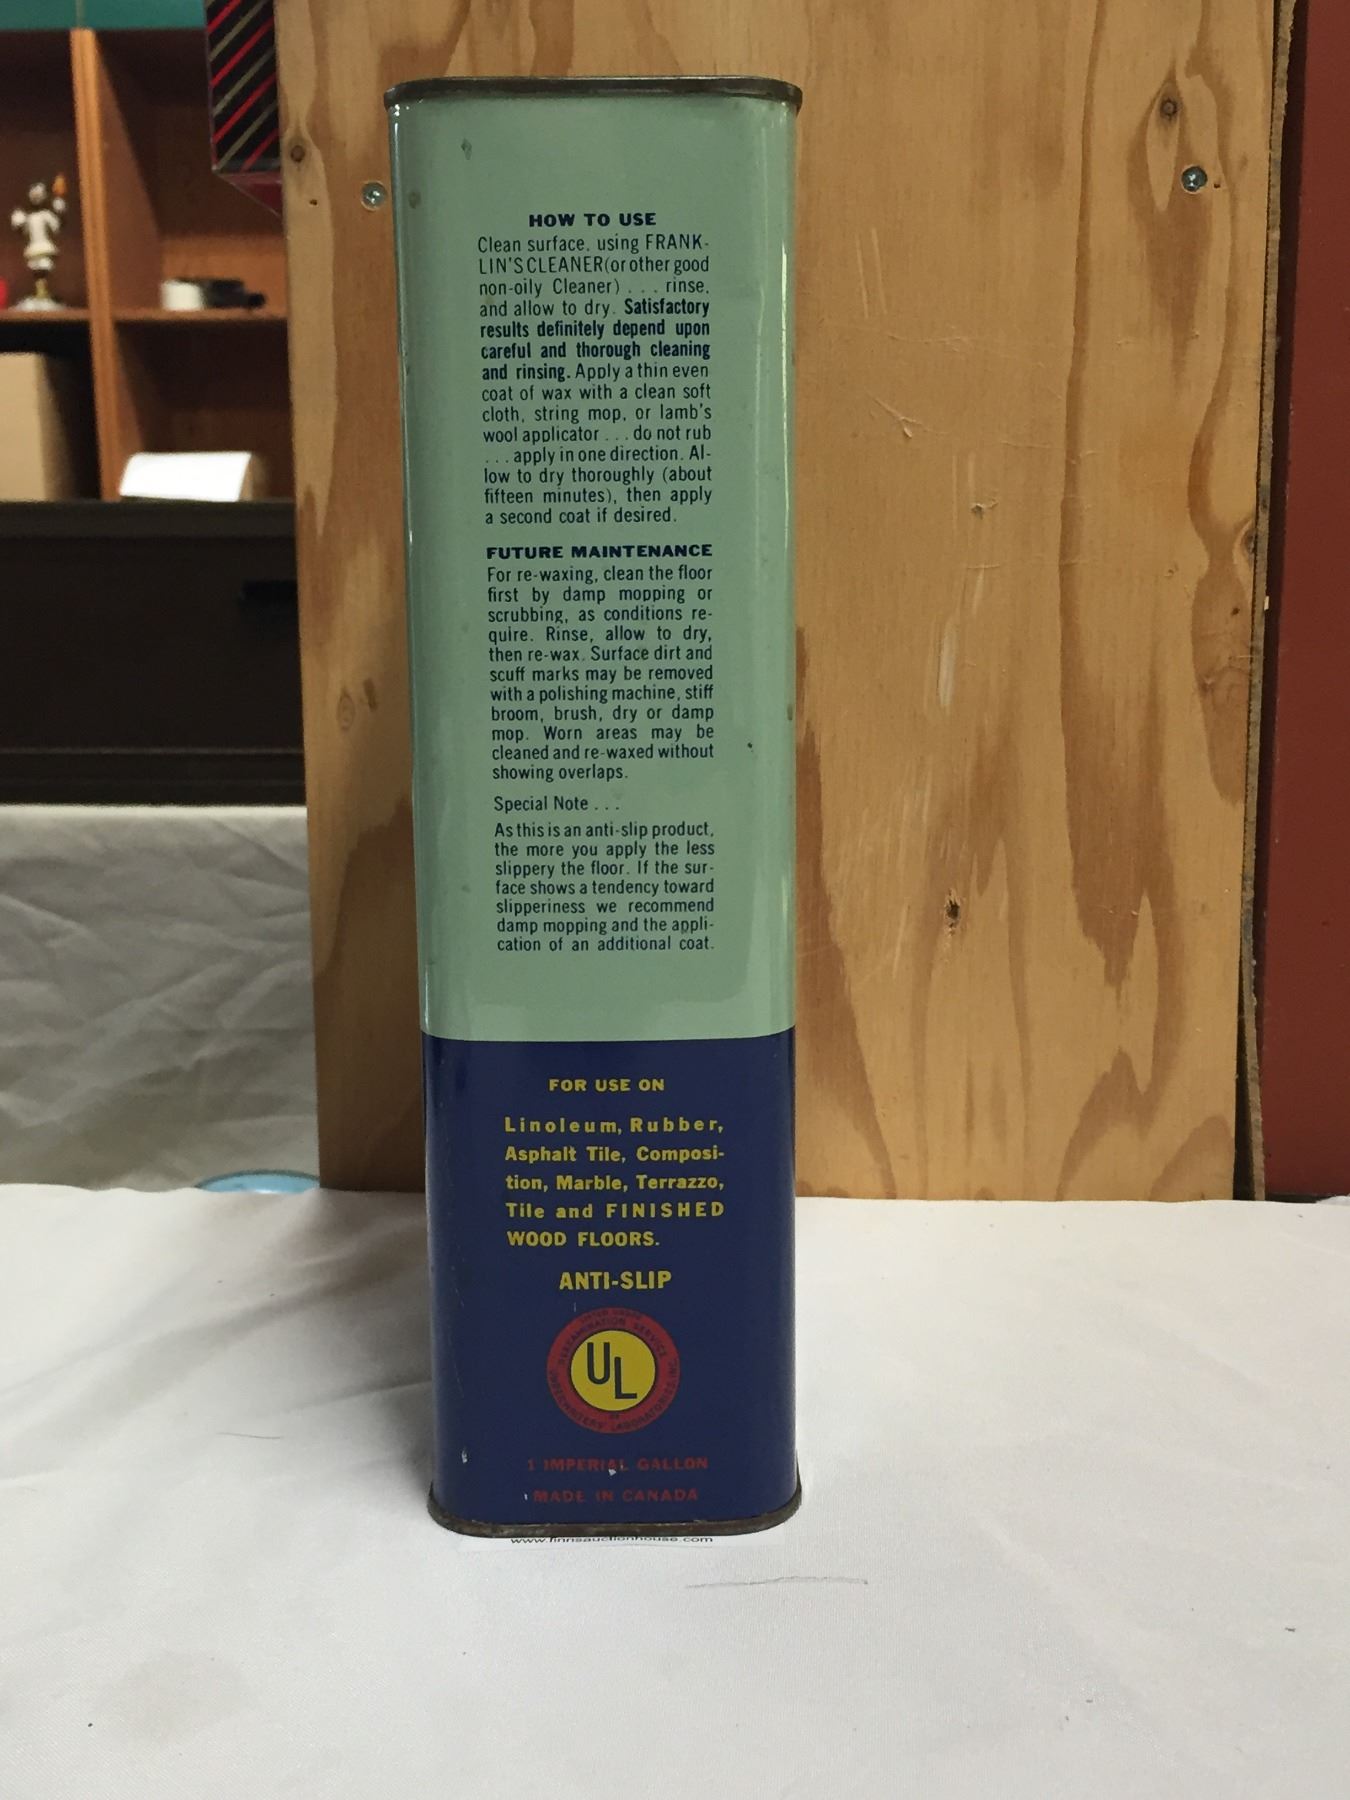 HOW TO USE
Clean surface. using FRANK-
LIN'S CLEANER (or other good
non-oily Cleaner) . . . rinse,
and allow to dry. Satisfactory
results definitely depend upon
careful and thorough cleaning
and rinsing. Apply a thin even
coat of wax with a clean soft
cloth, string mop, or lamb's
wool applicator . . . do not rub
. . . apply in one direction. Al-
low to dry thoroughly (about
fifteen minutes), then apply
a second coat if desired.
FUTURE MAINTENANCE
For re-waxing, clean the floor
first by damp mopping or
scrubbing, as conditions re-
quire. Rinse, allow to dry,
then re-wax. Surface dirt and
scuff marks may be removed
with a polishing machine, stiff
broom, brush, dry or damp
mop. Worn areas may be
cleaned and re-waxed without
showing overlaps.
Special Note . . .
As this is an anti-slip product,
the more you apply the less
slippery the floor. If the sur-
face shows a tendency toward
slipperiness we recommend
damp mopping and the appli-
cation of an additional coat.
FOR USE ON
Linoleum, Rubber,
Asphalt Tile, Composi-
tion, Marble, Terrazzo,
Tile and FINISHED
WOOD FLOORS.
ANTI-SLIP
REEXAMINATION SERVICE
UL
UNDERWRITERS' LABORATORIES, INC.
1 IMPERIAL GALLON
MADE IN CANADA
www.finnsauctionhouse.com